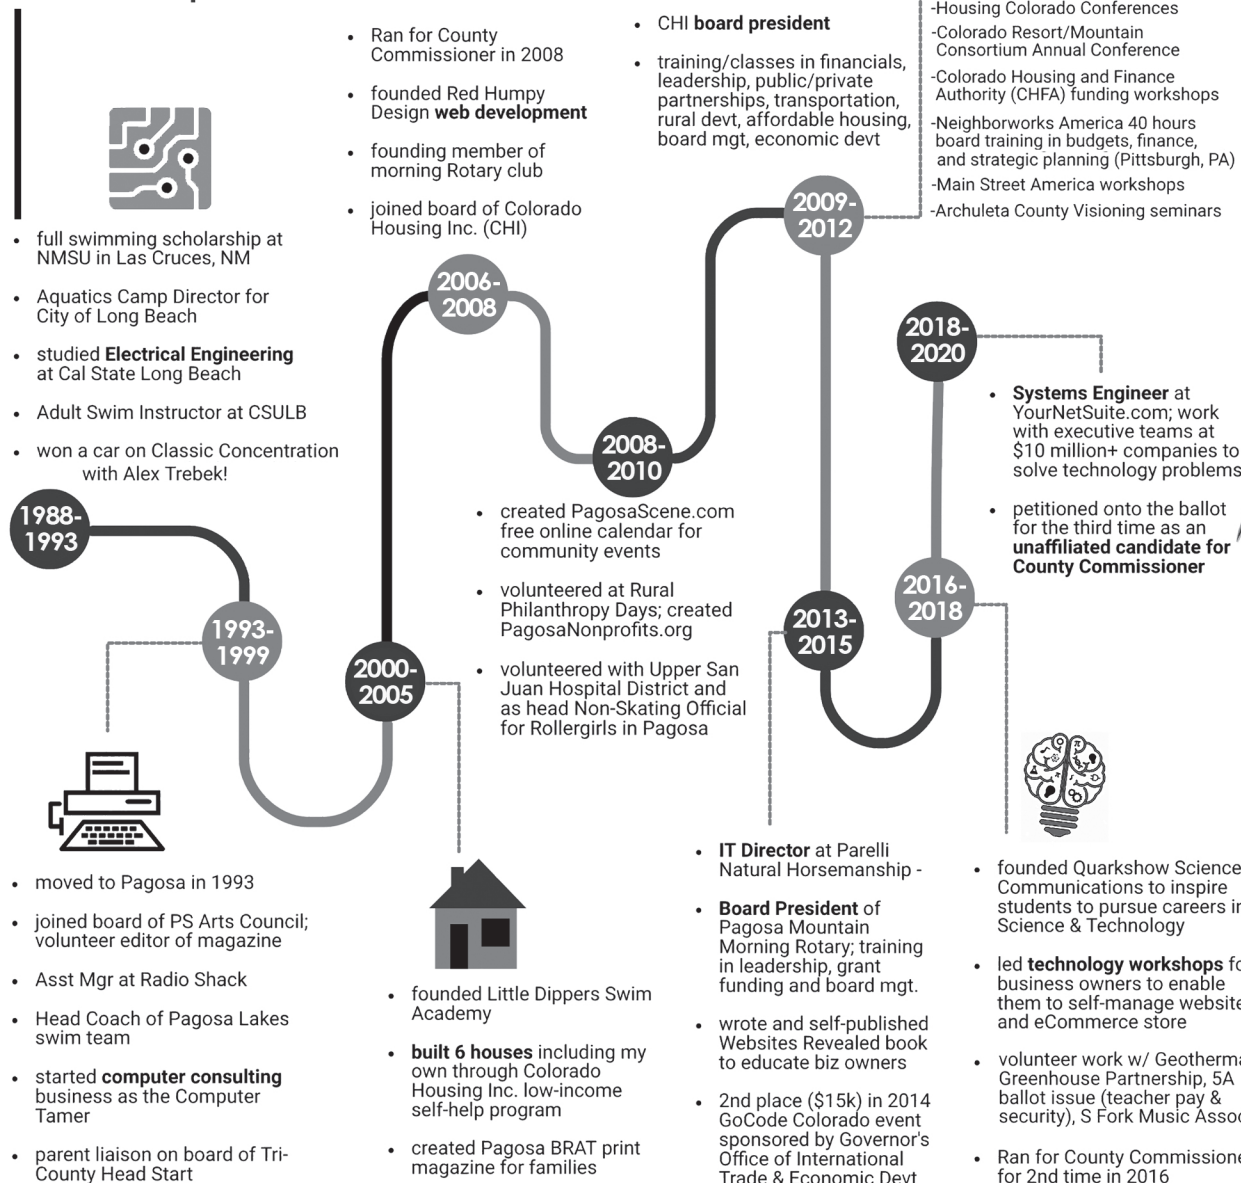 • full swimming scholarship at
NMSU in Las Cruces, NM
• Aquatics Camp Director for
City of Long Beach
• studied Electrical Engineering
at Cal State Long Beach
• Adult Swim Instructor at CSULB
• won a car on Classic Concentration
with Alex Trebek!
1988-
1993
1993-
1999
• moved to Pagosa in 1993
• joined board of PS Arts Council;
volunteer editor of magazine
• Asst Mgr at Radio Shack
• Head Coach of Pagosa Lakes
swim team
• started computer consulting
business as the Computer
Tamer
• parent liaison on board of Tri-
County Head Start
2000-
2005
• founded Little Dippers Swim
Academy
• built 6 houses including my
own through Colorado
Housing Inc. low-income
self-help program
• created Pagosa BRAT print
magazine for families
• Ran for County
Commissioner in 2008
• founded Red Humpy
Design web development
• founding member of
morning Rotary club
• joined board of Colorado
Housing Inc. (CHI)
2006-
2008
2008-
2010
• created PagosaScene.com
free online calendar for
community events
• volunteered at Rural
Philanthropy Days; created
PagosaNonprofits.org
• volunteered with Upper San
Juan Hospital District and
as head Non-Skating Official
for Rollergirls in Pagosa
• CHI board president
• training/classes in financials,
leadership, public/private
partnerships, transportation,
rural devt, affordable housing,
board mgt, economic devt
2009-
2012
-Housing Colorado Conferences
-Colorado Resort/Mountain
Consortium Annual Conference
-Colorado Housing and Finance
Authority (CHFA) funding workshops
-Neighborworks America 40 hours
board training in budgets, finance,
and strategic planning (Pittsburgh, PA)
-Main Street America workshops
-Archuleta County Visioning seminars
2013-
2015
• IT Director at Parelli
Natural Horsemanship -
• Board President of
Pagosa Mountain
Morning Rotary; training
in leadership, grant
funding and board mgt.
• wrote and self-published
Websites Revealed book
to educate biz owners
• 2nd place ($15k) in 2014
GoCode Colorado event
sponsored by Governor's
Office of International
Trade & Economic Devt
2016-
2018
• founded Quarkshow Science
Communications to inspire
students to pursue careers in
Science & Technology
• led technology workshops
business owners to enable
them to self-manage website
and eCommerce store
• volunteer work w/
Greenhouse Partnership, 5A
ballot issue (teacher pay &
security), S Fork Music
• Ran for County
for 2nd time in 2016
2018-
2020
• Systems Engineer at
YourNetSuite.com; work
with executive teams at
$10 million+ companies to
solve technology problems
• petitioned onto the ballot
for the third time as an
unaffiliated candidate for
County Commissioner